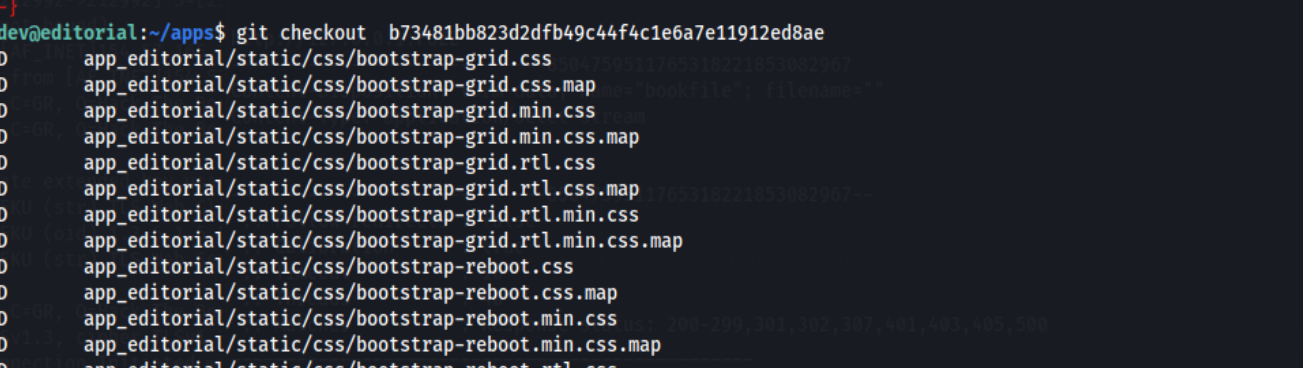 -}
dev@editorial:~/apps$ git checkout  b73481bb823d2dfb49c44f4c1e6a7e11912ed8ae
D       app_editorial/static/css/bootstrap-grid.css
D       app_editorial/static/css/bootstrap-grid.css.map
D       app_editorial/static/css/bootstrap-grid.min.css
D       app_editorial/static/css/bootstrap-grid.min.css.map
D       app_editorial/static/css/bootstrap-grid.rtl.css
D       app_editorial/static/css/bootstrap-grid.rtl.css.map
D       app_editorial/static/css/bootstrap-grid.rtl.min.css
D       app_editorial/static/css/bootstrap-grid.rtl.min.css.map
D       app_editorial/static/css/bootstrap-reboot.css
D       app_editorial/static/css/bootstrap-reboot.css.map
D       app_editorial/static/css/bootstrap-reboot.min.css
D       app_editorial/static/css/bootstrap-reboot.min.css.map